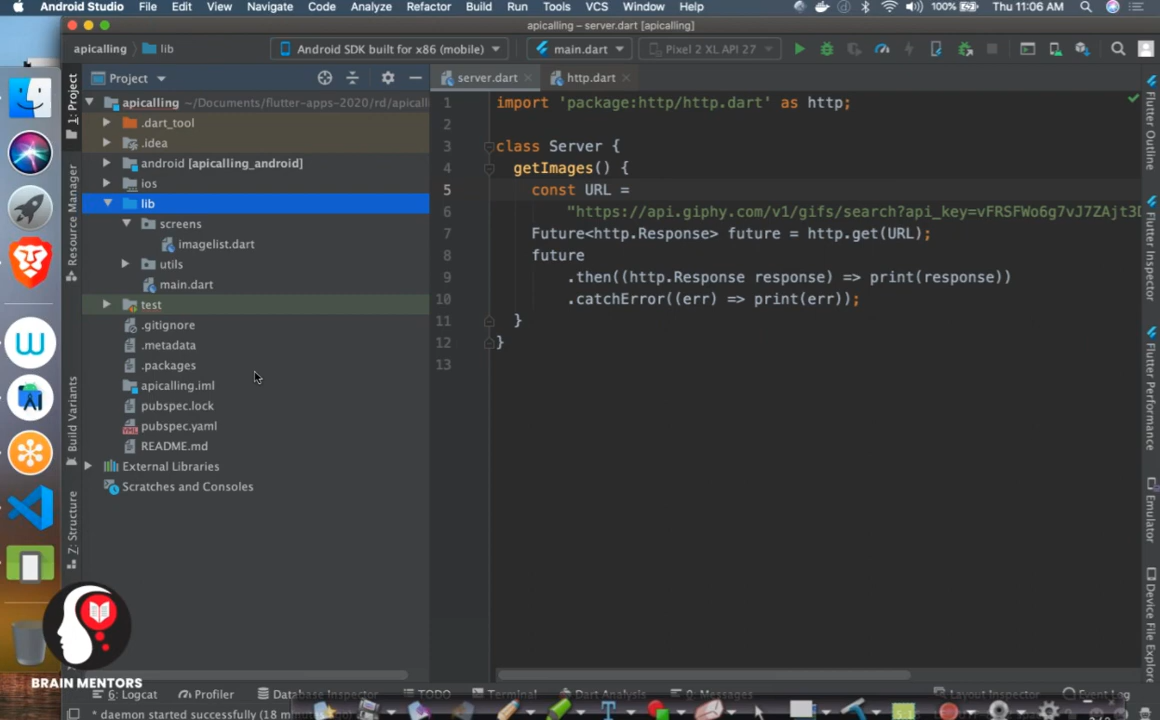 Android Studio File Edit View Navigate Code Analyze Refactor Build Run Tools VCS Window Help 100% Thu 11:06 AM
apicalling – server.dart [apicalling]
apicalling lib Android SDK built for x86 (mobile) main.dart Pixel 2 XL API 27
Project server.dart http.dart
1: Project
Resource Manager
Build Variants
7: Structure
apicalling ~/Documents/flutter-apps-2020/rd/apicall
.dart_tool
.idea
android [apicalling_android]
ios
lib
screens
imagelist.dart
utils
main.dart
test
.gitignore
.metadata
.packages
apicalling.iml
pubspec.lock
pubspec.yaml
README.md
External Libraries
Scratches and Consoles
1 import 'package:http/http.dart' as http;
2
3 class Server {
4 getImages() {
5 const URL =
6 "https://api.giphy.com/v1/gifs/search?api_key=vFRSFWo6g7vJ7ZAjt3
7 Future<http.Response> future = http.get(URL);
8 future
9 .then((http.Response response) => print(response))
10 .catchError((err) => print(err));
11 }
12 }
13
Flutter Outline
Flutter Inspector
Flutter Performance
Emulator
Device File Explorer
BRAIN MENTORS
6: Logcat Profiler Database Inspector TODO Terminal Dart Analysis 0: Messages Layout Inspector Event Log
* daemon started successfully (18 min